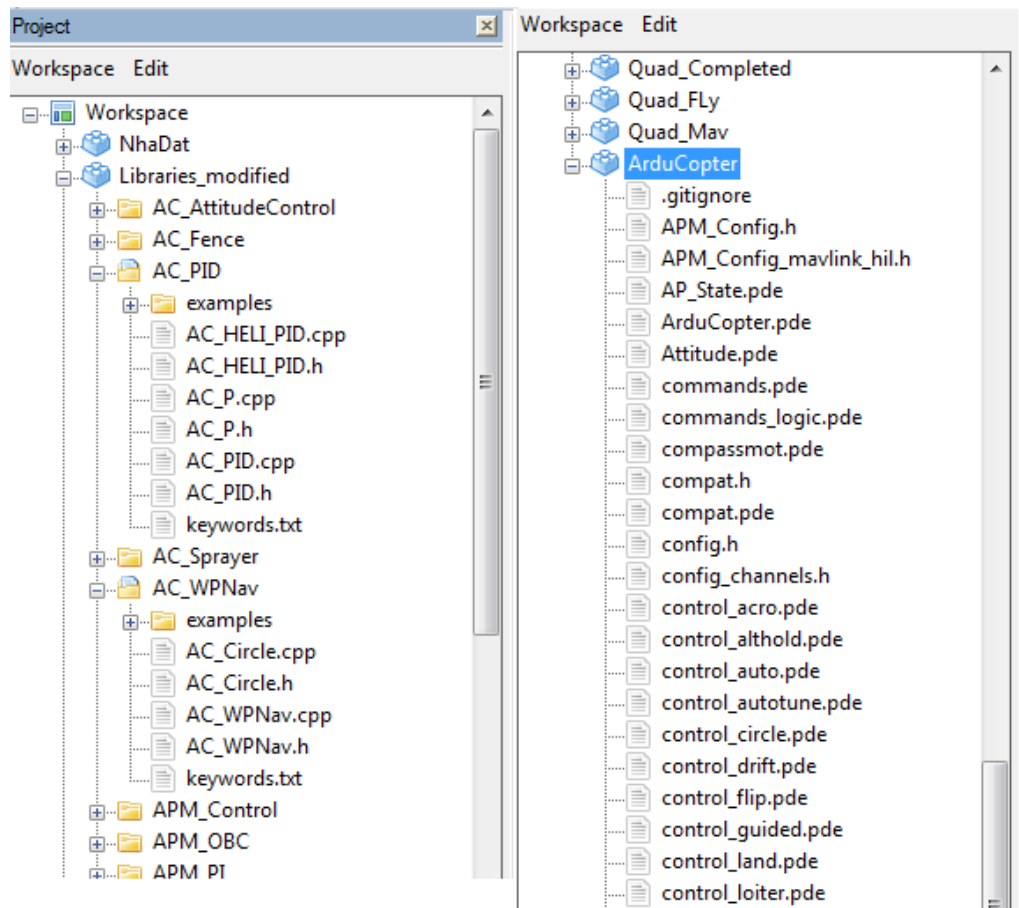 Project
Workspace Edit
Workspace
NhaDat
Libraries_modified
AC_AttitudeControl
AC_Fence
AC_PID
examples
AC_HELI_PID.cpp
AC_HELI_PID.h
AC_P.cpp
AC_P.h
AC_PID.cpp
AC_PID.h
keywords.txt
AC_Sprayer
AC_WPNav
examples
AC_Circle.cpp
AC_Circle.h
AC_WPNav.cpp
AC_WPNav.h
keywords.txt
APM_Control
APM_OBC
APM_PI
Workspace Edit
Quad_Completed
Quad_FLy
Quad_Mav
ArduCopter
.gitignore
APM_Config.h
APM_Config_mavlink_hil.h
AP_State.pde
ArduCopter.pde
Attitude.pde
commands.pde
commands_logic.pde
compassmot.pde
compat.h
compat.pde
config.h
config_channels.h
control_acro.pde
control_althold.pde
control_auto.pde
control_autotune.pde
control_circle.pde
control_drift.pde
control_flip.pde
control_guided.pde
control_land.pde
control_loiter.pde